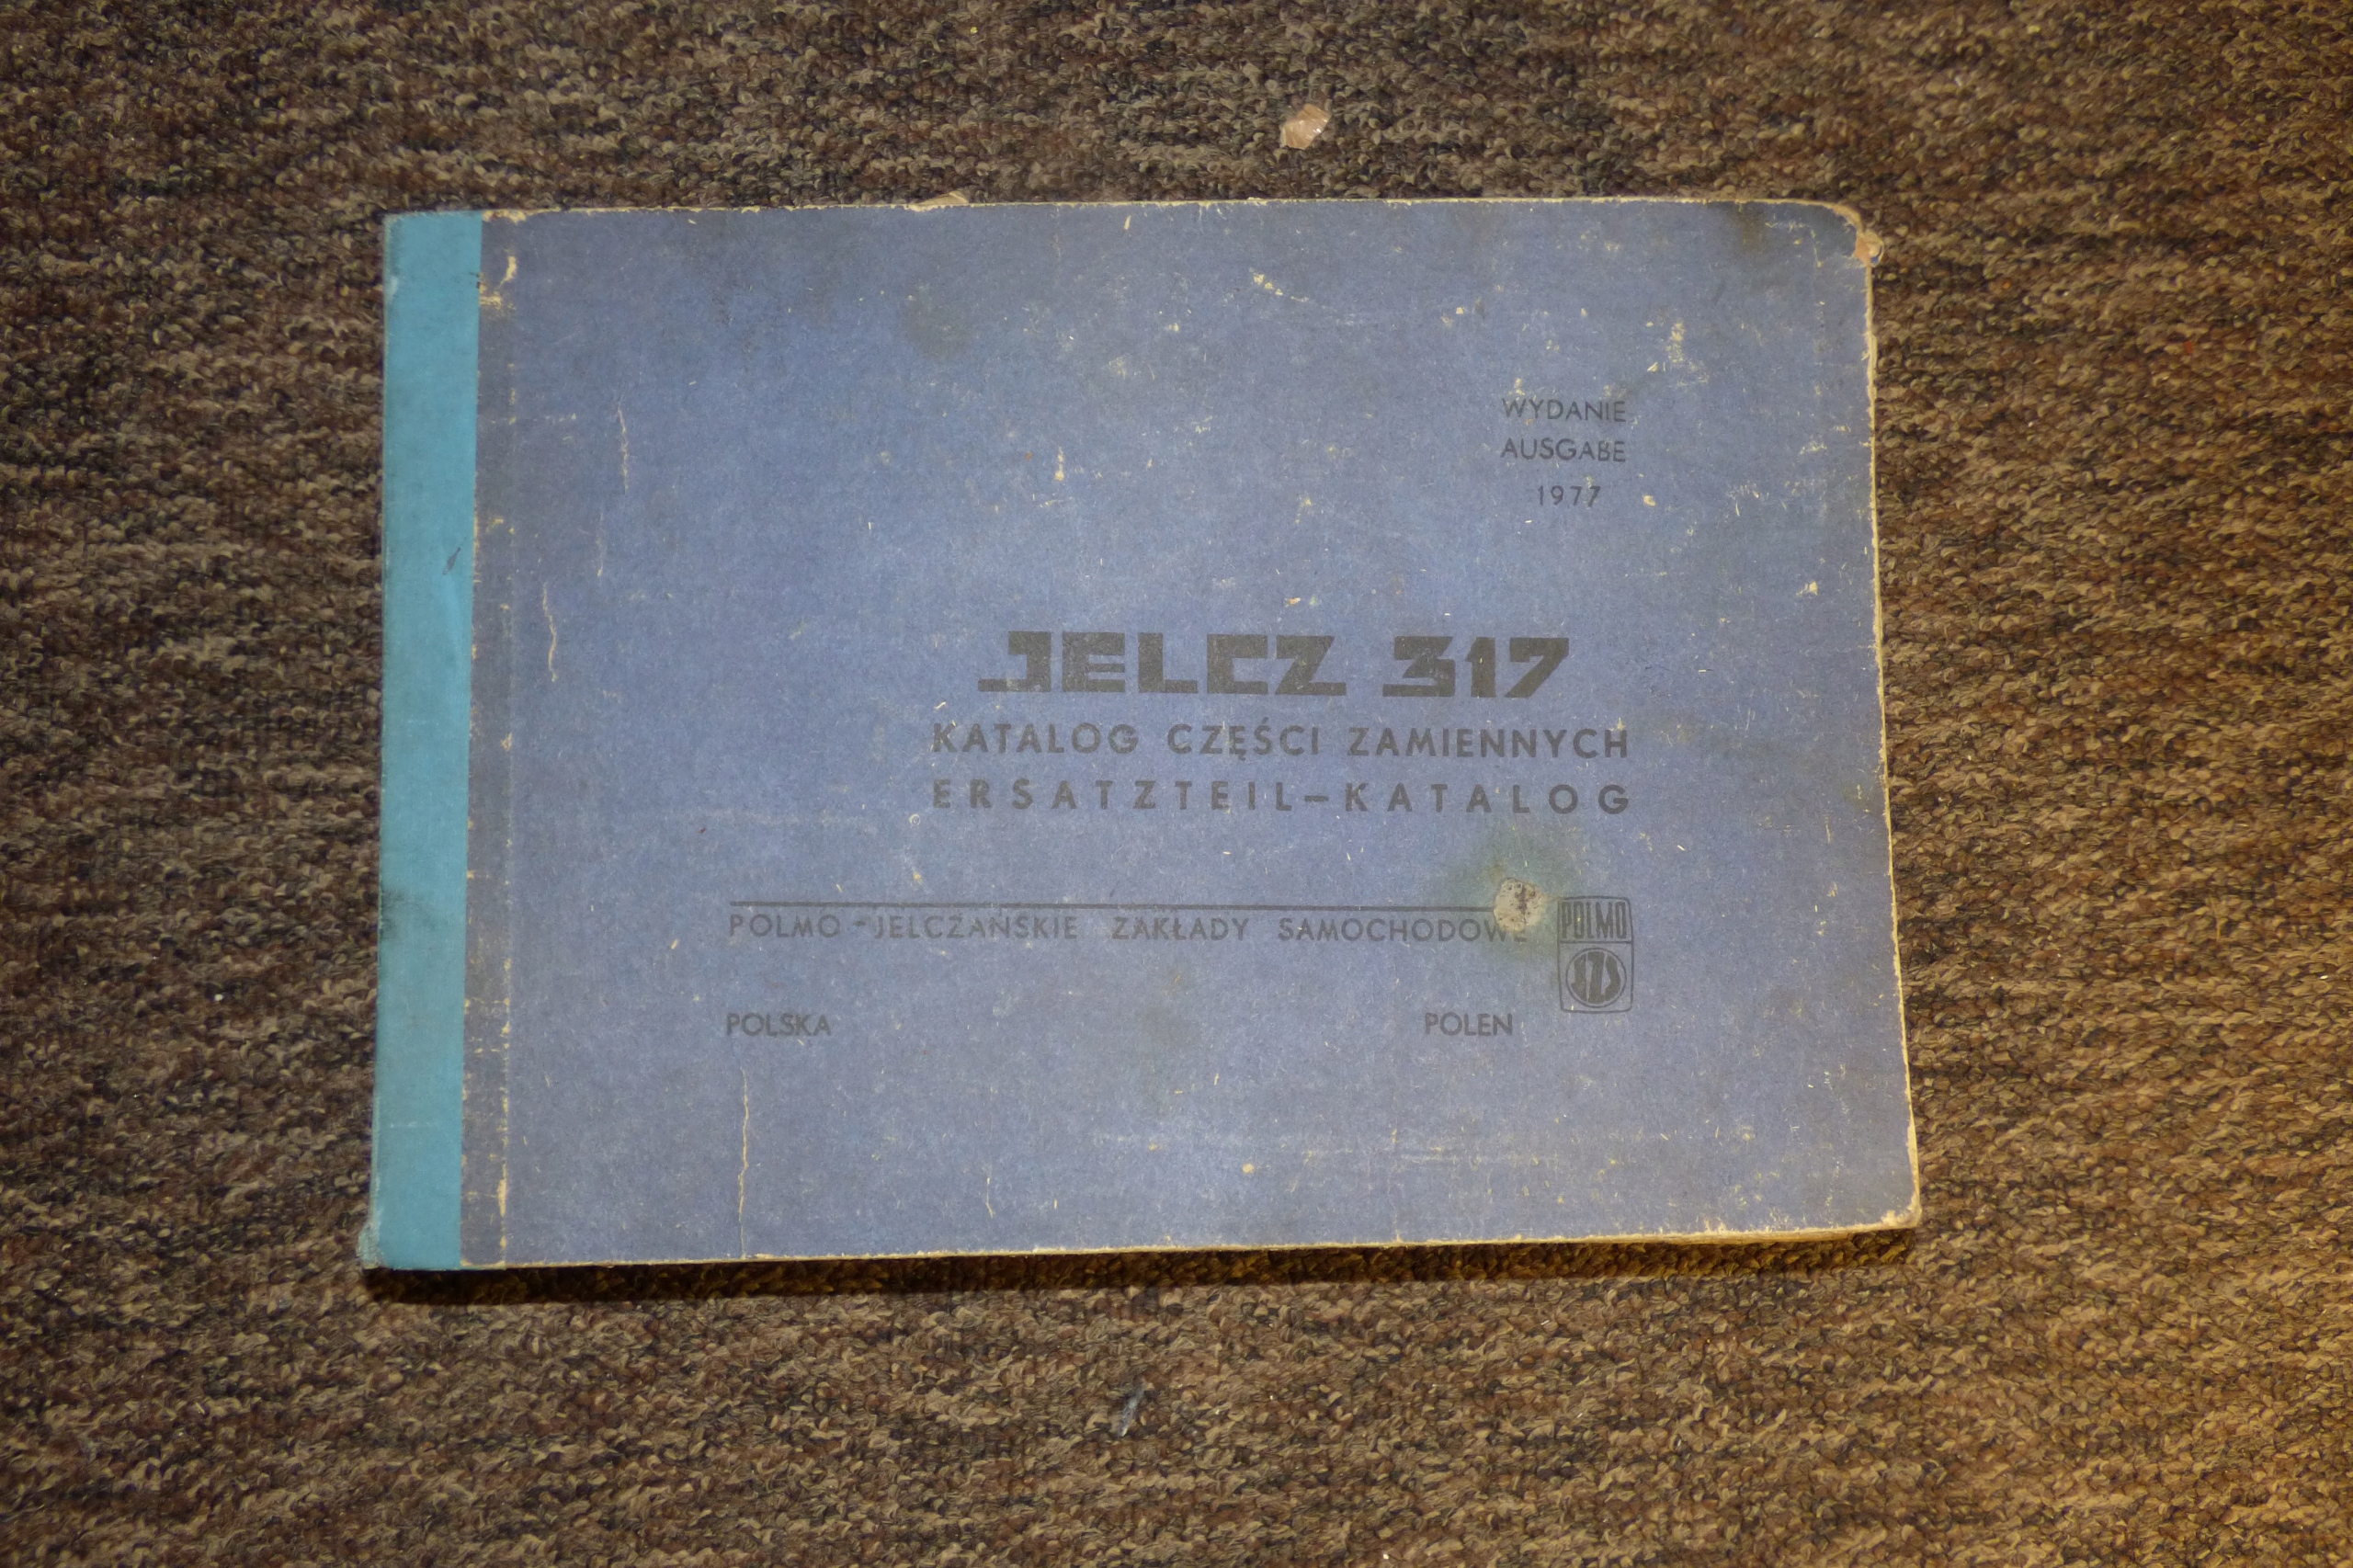 WYDANIE
AUSGABE
1977
JELCZ 317
KATALOG CZĘŚCI ZAMIENNYCH
ERSATZTEIL-KATALOG
POLMO - JELCZAŃSKIE ZAKŁADY SAMOCHODOWE
POLMO
JZS
POLSKA POLEN